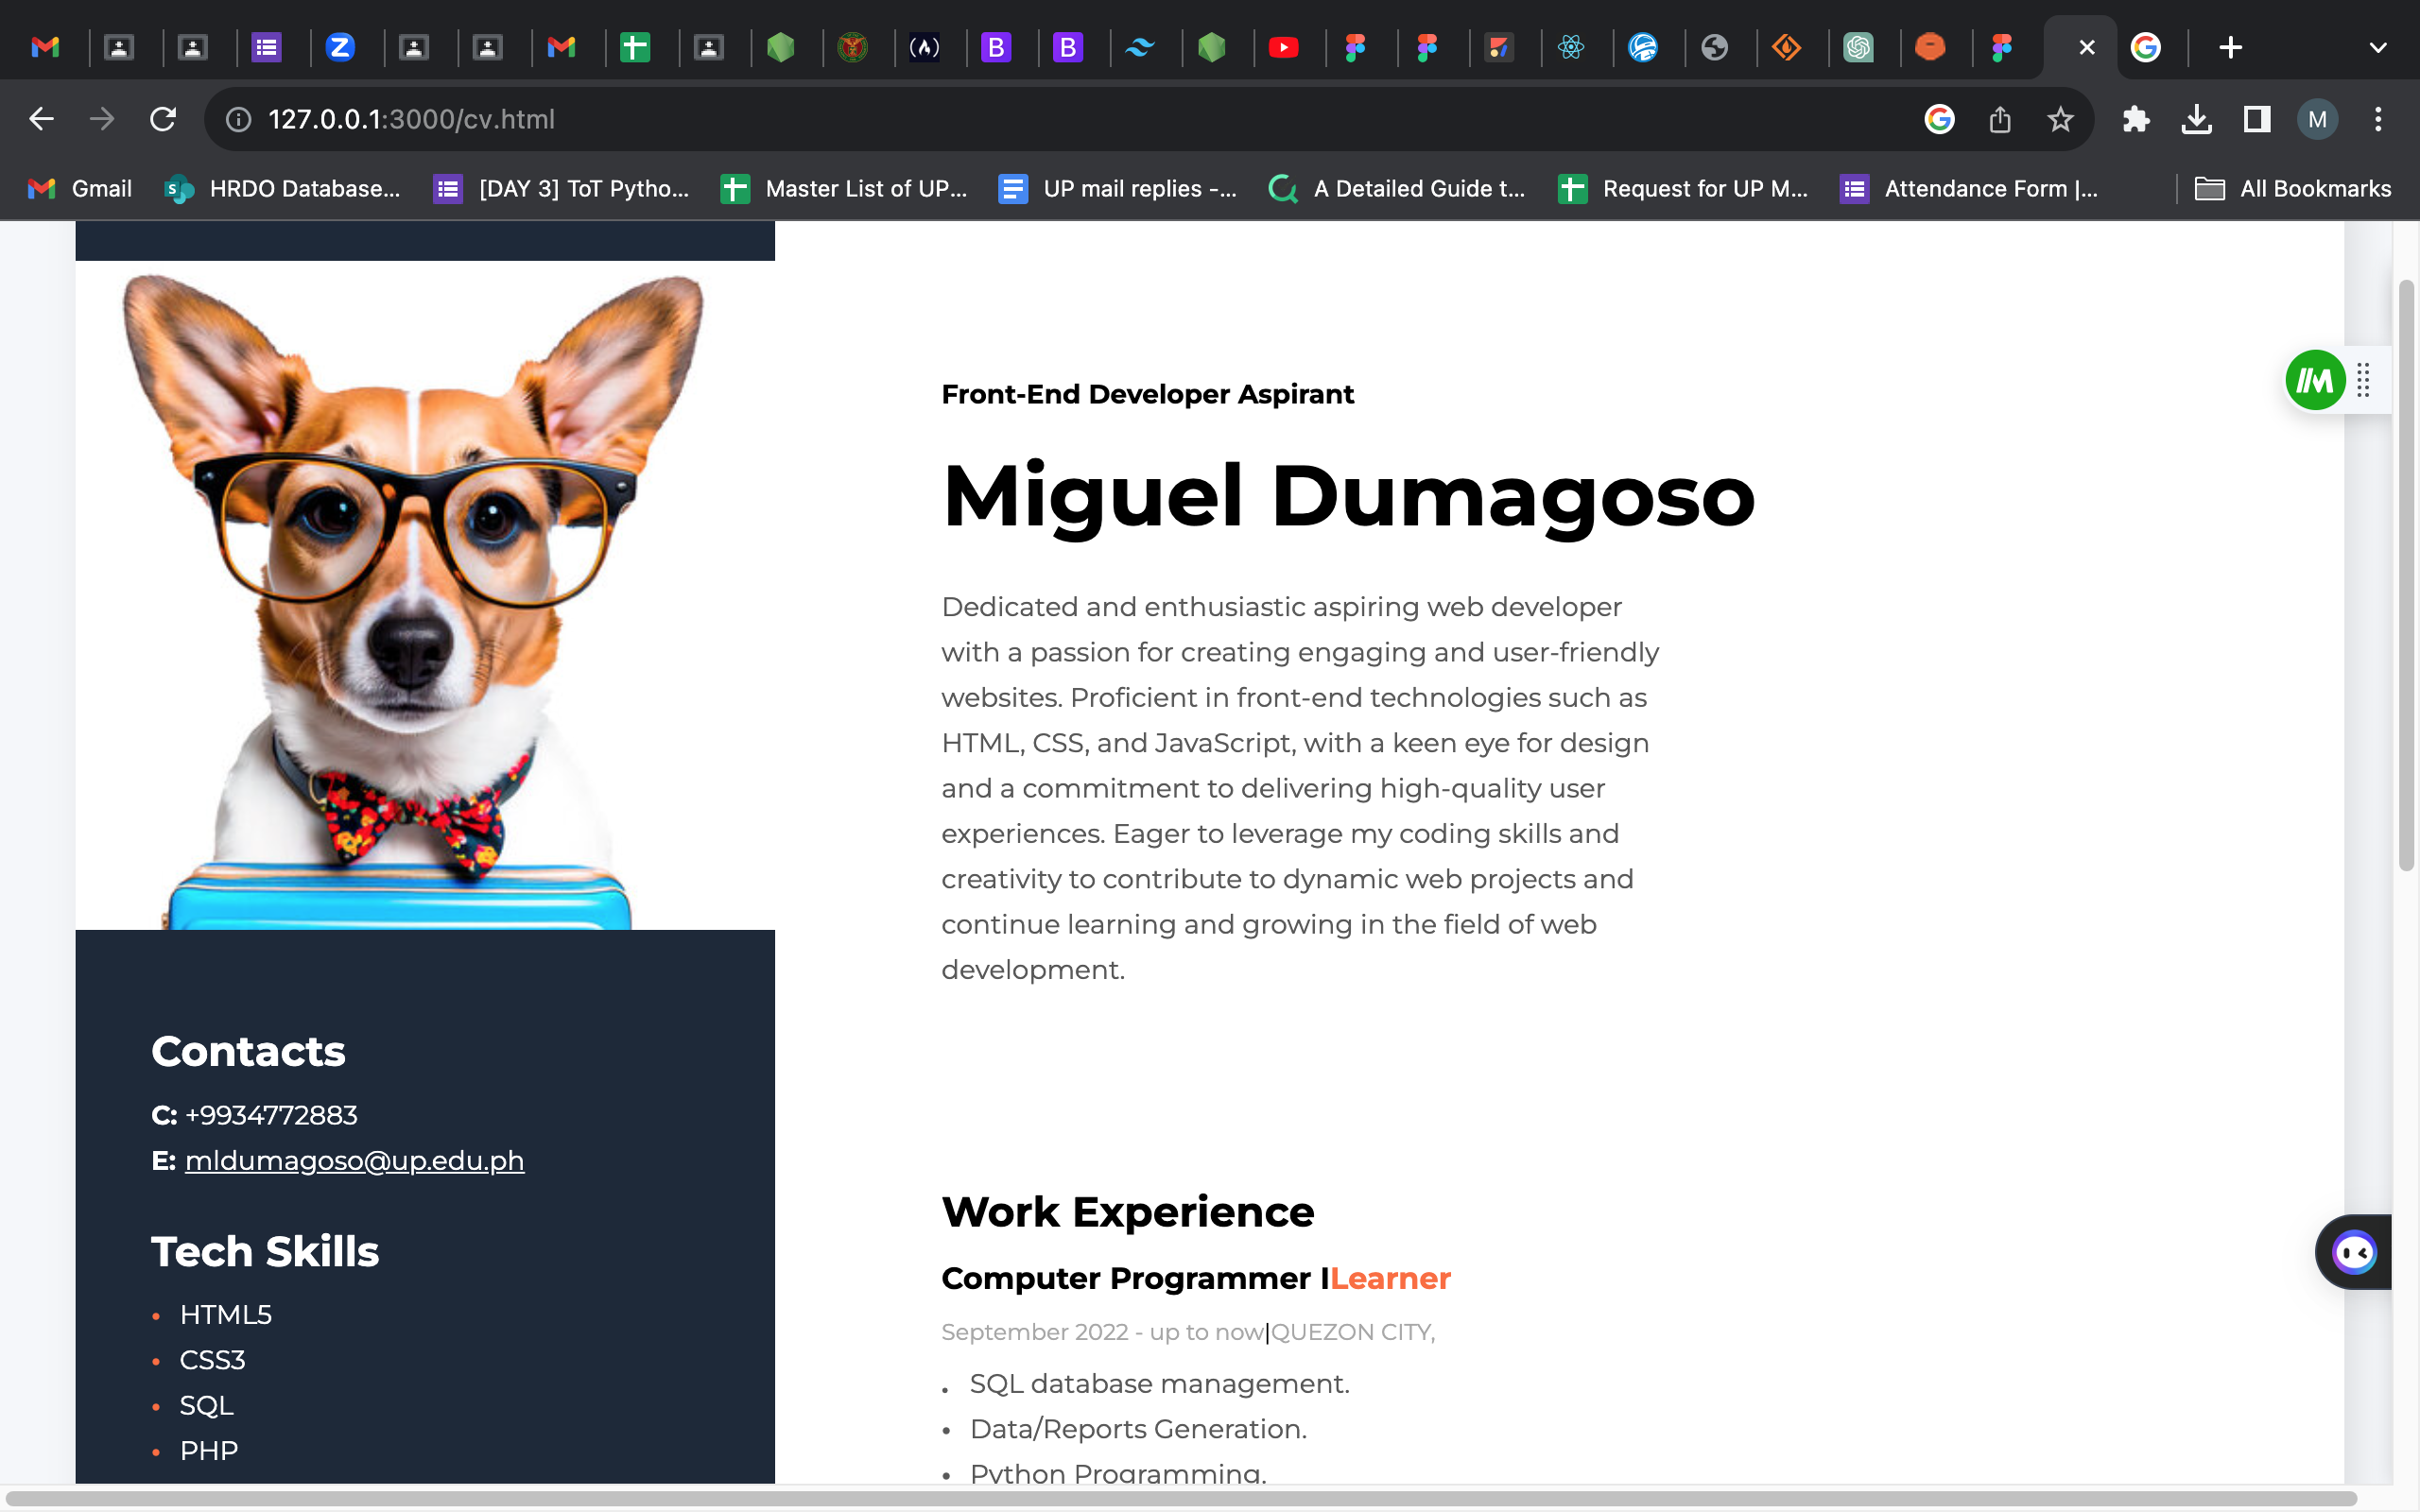 127.0.0.1:3000/cv.html
M
Gmail
HRDO Database...
[DAY 3] ToT Pytho...
Master List of UP...
UP mail replies -...
A Detailed Guide t...
Request for UP M...
Attendance Form |...
All Bookmarks
Front-End Developer Aspirant
Miguel Dumagoso
Dedicated and enthusiastic aspiring web developer
with a passion for creating engaging and user-friendly
websites. Proficient in front-end technologies such as
HTML, CSS, and JavaScript, with a keen eye for design
and a commitment to delivering high-quality user
experiences. Eager to leverage my coding skills and
creativity to contribute to dynamic web projects and
continue learning and growing in the field of web
development.
Contacts
C: +9934772883
E: mldumagoso@up.edu.ph
Tech Skills
• HTML5
• CSS3
• SQL
• PHP
Work Experience
Computer Programmer ILearner
September 2022 - up to now|QUEZON CITY,
• SQL database management.
• Data/Reports Generation.
• Python Programming.